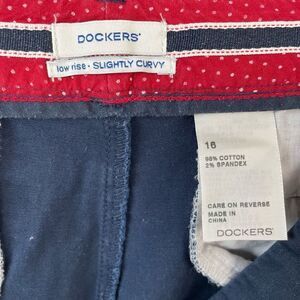 DOCKERS®
low rise • SLIGHTLY CURVY
16
98% COTTON
2% SPANDEX
CARE ON REVERSE
MADE IN
CHINA
DOCKERS®